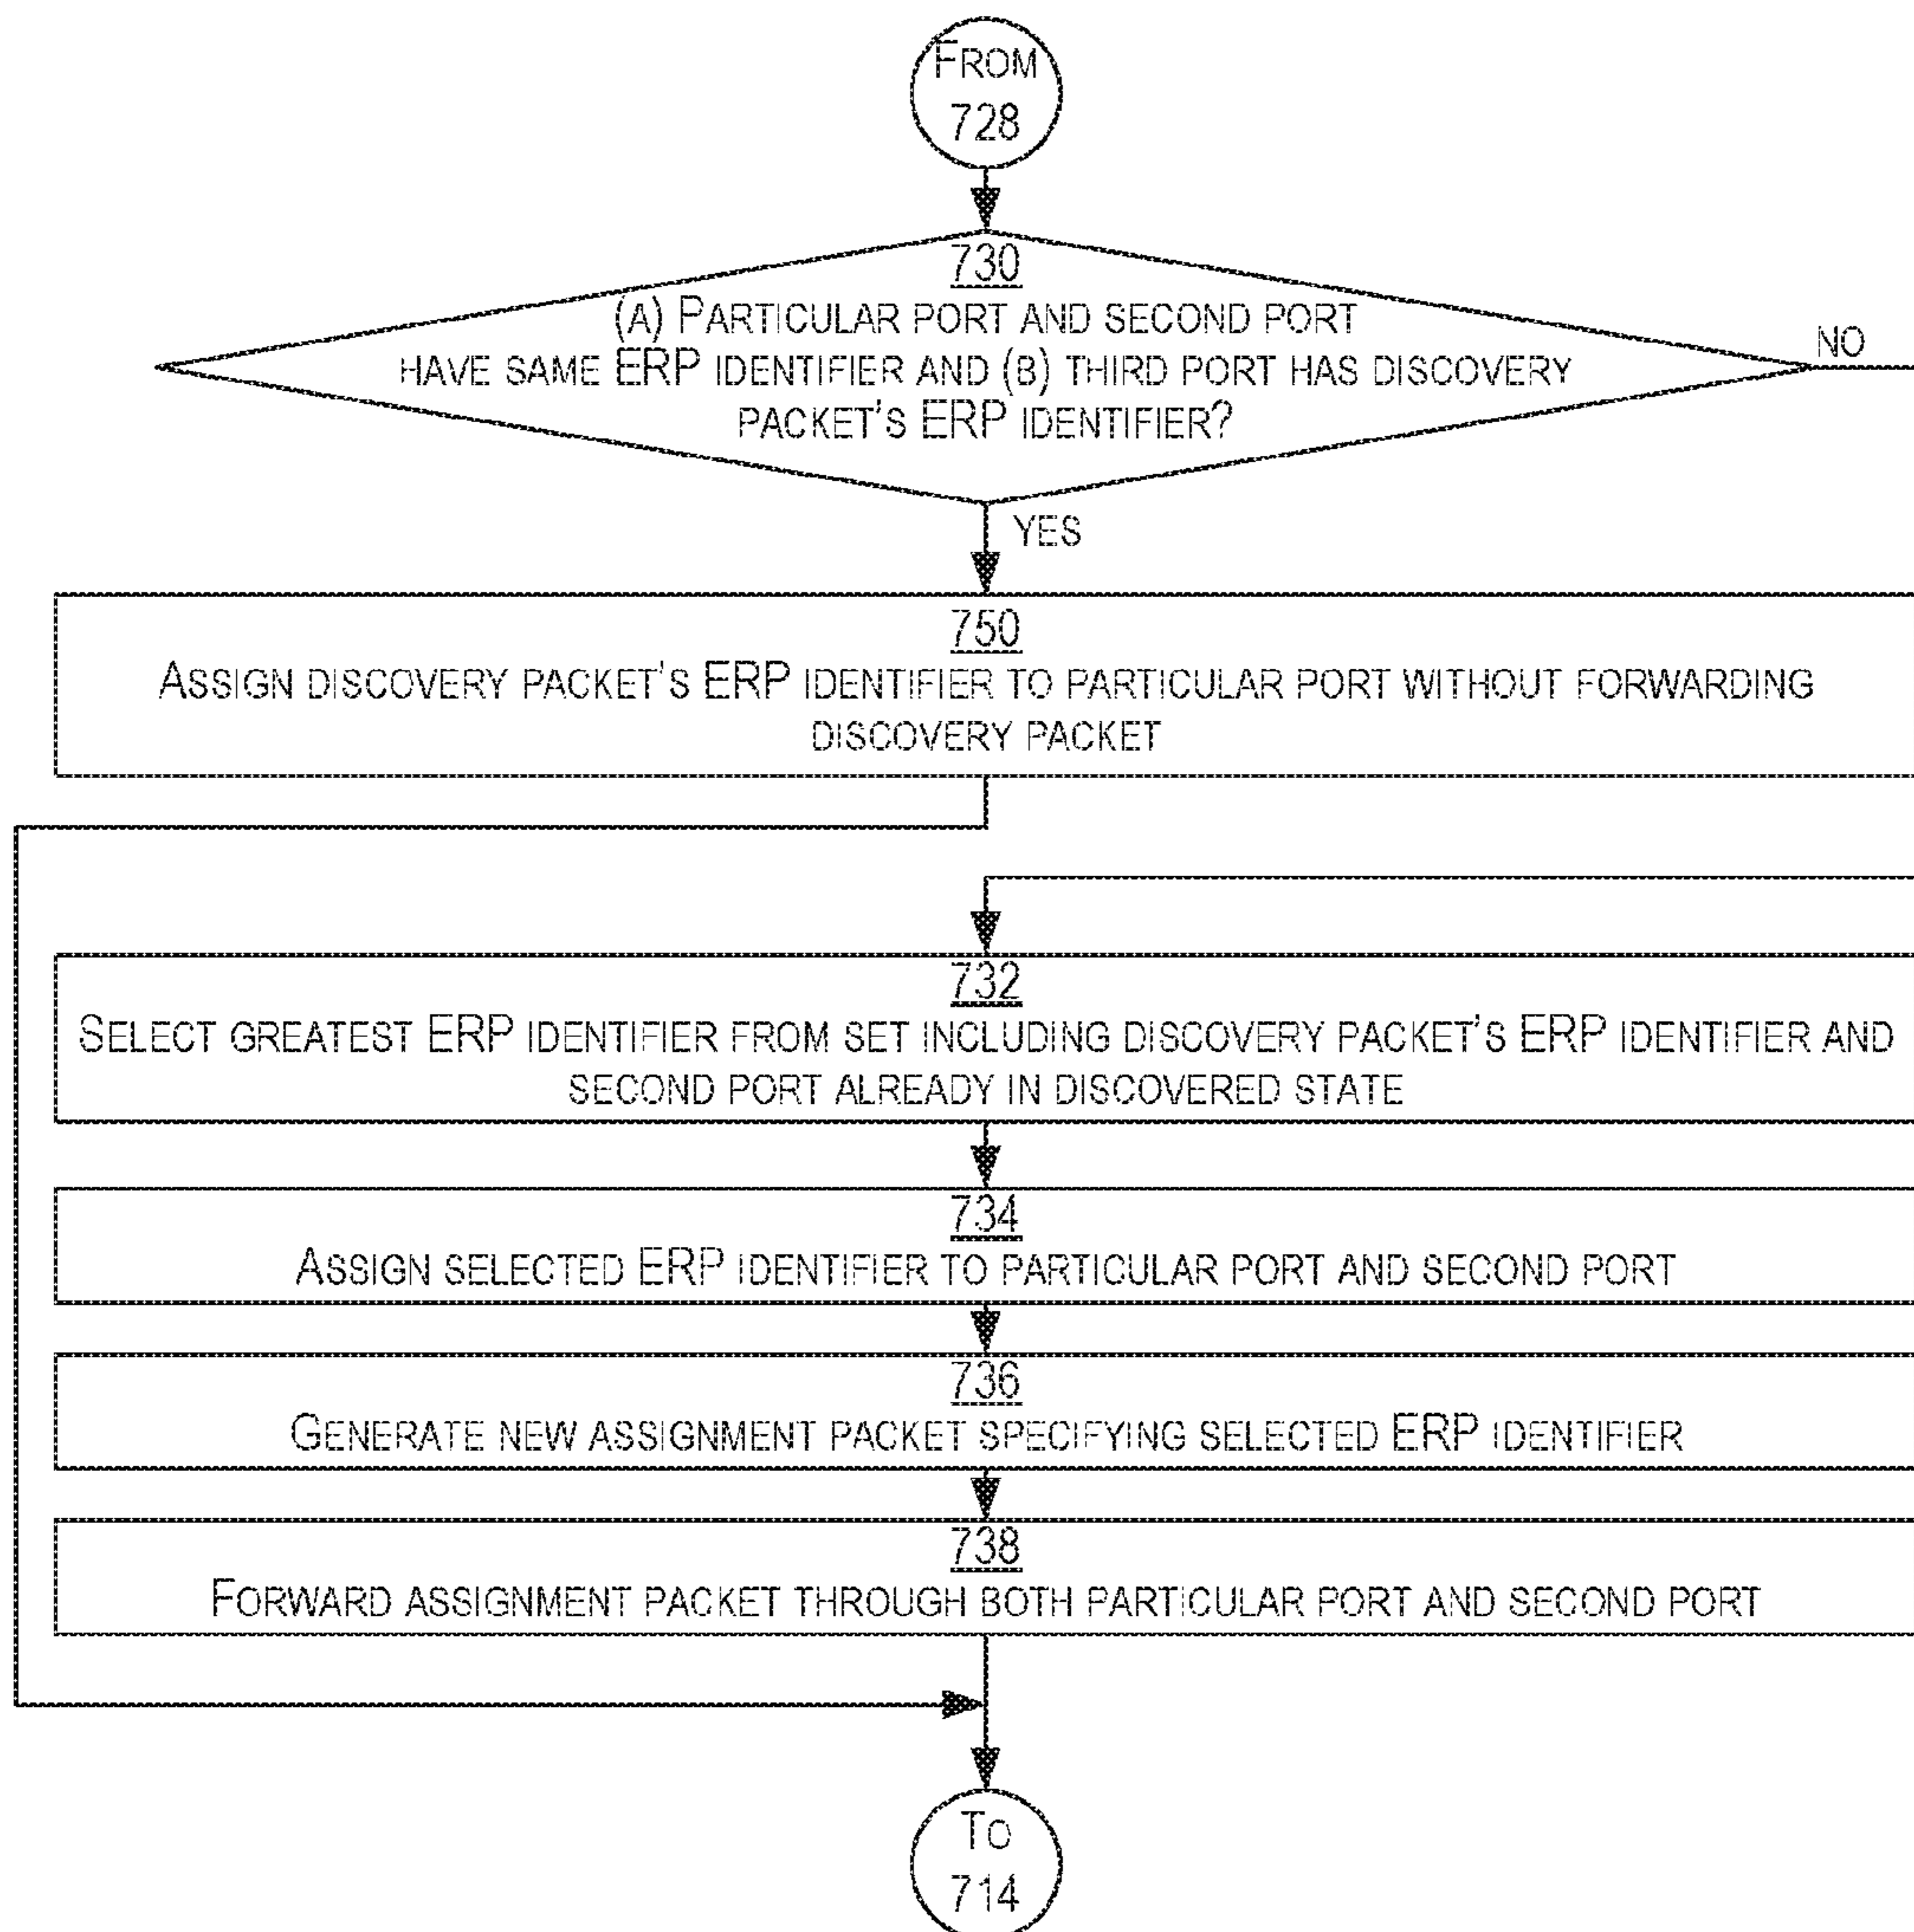 FROM
728
730
(A) PARTICULAR PORT AND SECOND PORT
HAVE SAME ERP IDENTIFIER AND (B) THIRD PORT HAS DISCOVERY
PACKET'S ERP IDENTIFIER?
NO
YES
750
ASSIGN DISCOVERY PACKET'S ERP IDENTIFIER TO PARTICULAR PORT WITHOUT FORWARDING
DISCOVERY PACKET
732
SELECT GREATEST ERP IDENTIFIER FROM SET INCLUDING DISCOVERY PACKET'S ERP IDENTIFIER AND
SECOND PORT ALREADY IN DISCOVERED STATE
734
ASSIGN SELECTED ERP IDENTIFIER TO PARTICULAR PORT AND SECOND PORT
736
GENERATE NEW ASSIGNMENT PACKET SPECIFYING SELECTED ERP IDENTIFIER
738
FORWARD ASSIGNMENT PACKET THROUGH BOTH PARTICULAR PORT AND SECOND PORT
TO
714